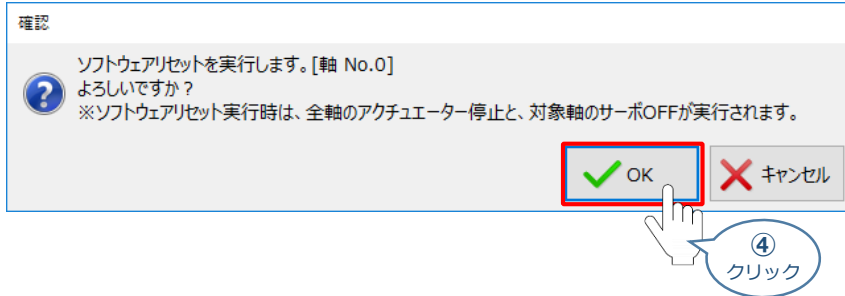 確認
ソフトウェアリセットを実行します。[軸 No.0]
よろしいですか？
※ソフトウェアリセット実行時は、全軸のアクチュエーター停止と、対象軸のサーボOFFが実行されます。
OK
キャンセル
④
クリック